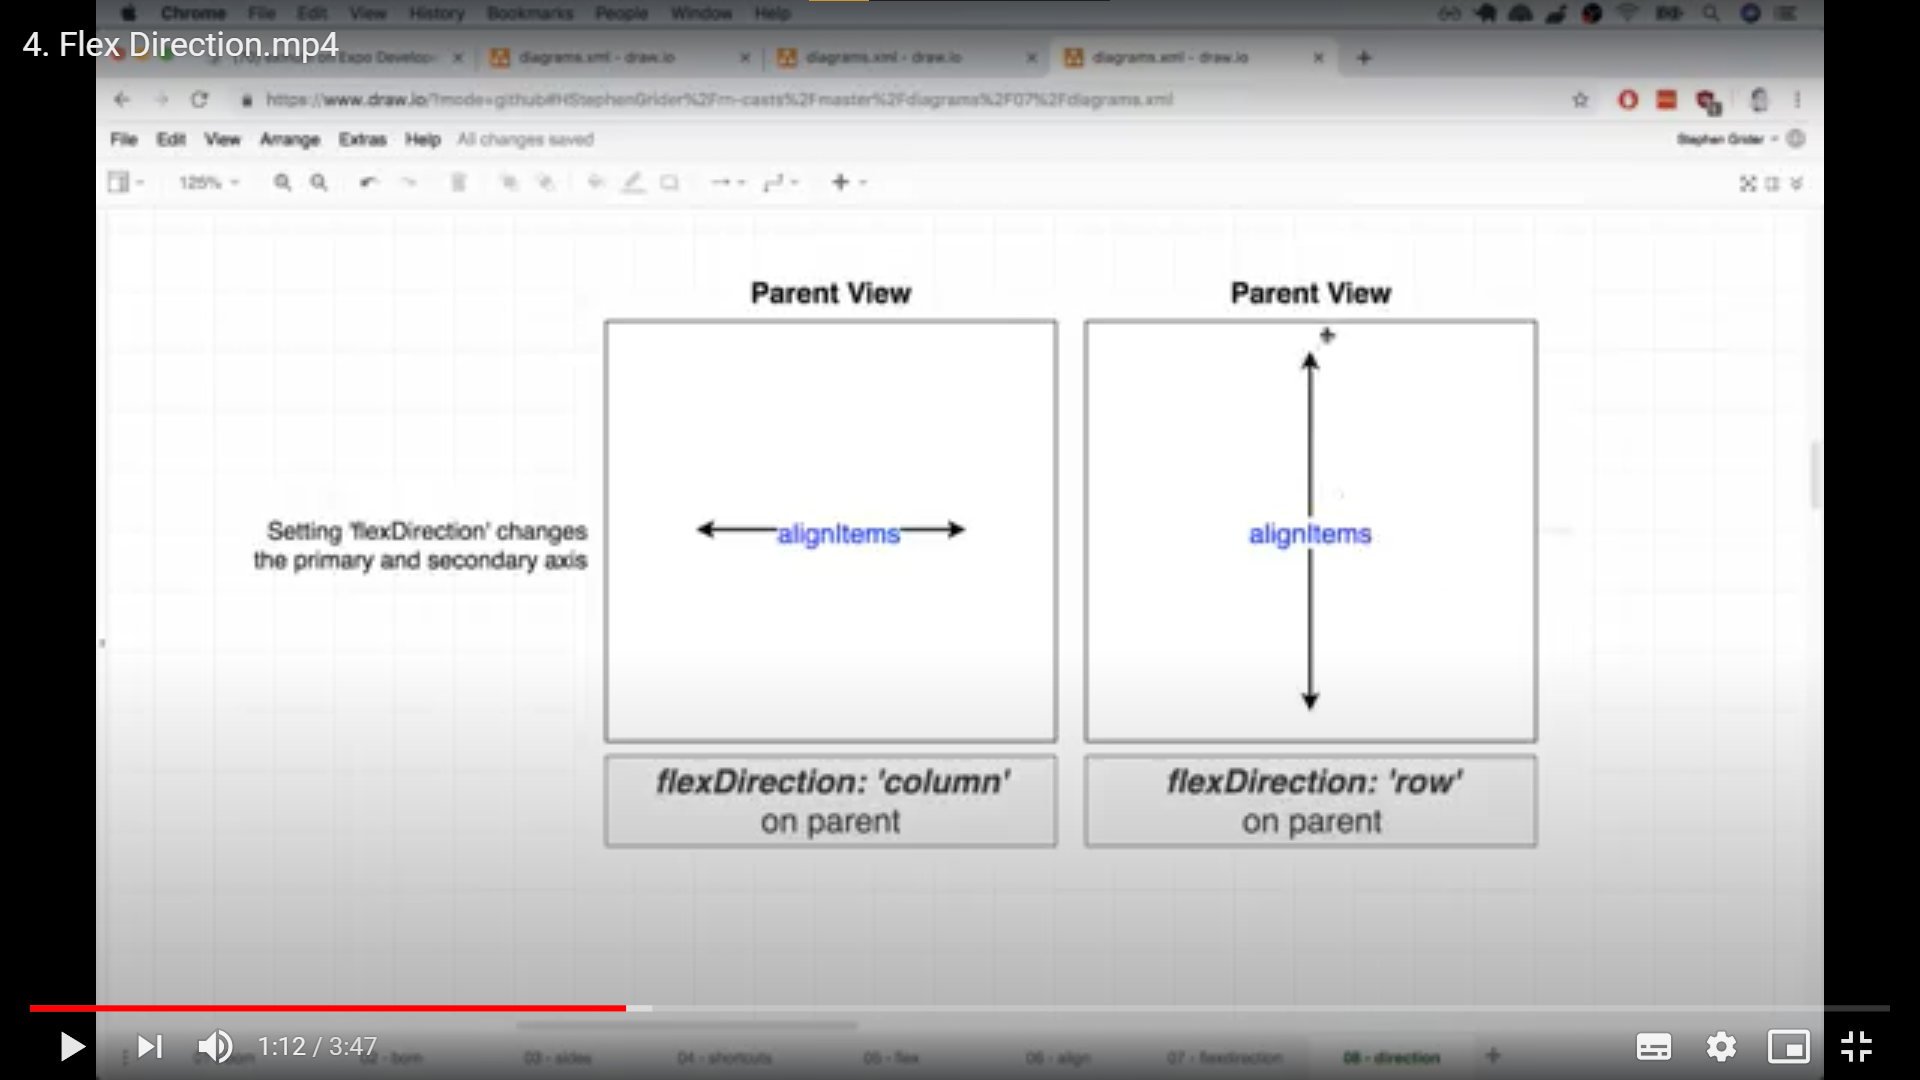 Chrome File Edit View History Bookmarks People Window Help
4. Flex Direction.mp4
Expo Develop
diagrams.xml - draw.io
diagrams.xml - draw.io
diagrams.xml - draw.io
https://www.draw.io/?mode=github#HStephenGrider%2Frn-casts%2Fmaster%2Fdiagrams%2F07%2Fdiagrams.xml
File Edit View Arrange Extras Help All changes saved
Stephen Grider
125%
Parent View
Parent View
Setting 'flexDirection' changes
the primary and secondary axis
alignItems
alignItems
flexDirection: 'column'
on parent
flexDirection: 'row'
on parent
1:12 / 3:47
03 - sides
04 - shortcuts
05 - flex
06 - align
07 - flexdirection
08 - direction